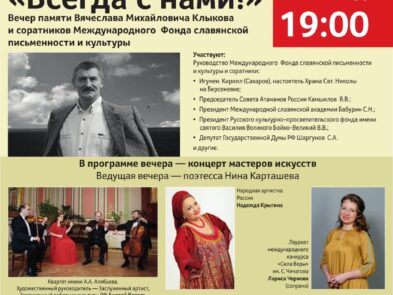 «Всегда с нами!»
19:00
Вечер памяти Вячеслава Михайловича Клыкова
и соратников Международного Фонда славянской
письменности и культуры
Участвуют:
Руководство Международного Фонда славянской письменности
и культуры и соратники:
Игумен Кирилл (Сахаров), настоятель Храма Свт. Николы
на Берсеневке;
Председатель Совета Атаманов России Камшилов В.В.;
Президент Международной славянской академии Бабурин С.Н.;
Президент Русского культурно-просветительского фонда имени
святого Василия Великого Бойко-Великий В.В.;
Депутат Государственной Думы РФ Шаргунов С.А.
и другие.
В программе вечера — концерт мастеров искусств
Ведущая вечера — поэтесса Нина Карташева
Народная артистка
России
Надежда Крыгина
Лауреат
международного
конкурса
«Сила Веры»
им. С. Чичагова
Лариса Чернова
(сопрано)
Квартет имени А.А. Алябьева.
Художественный руководитель — Заслуженный артист,